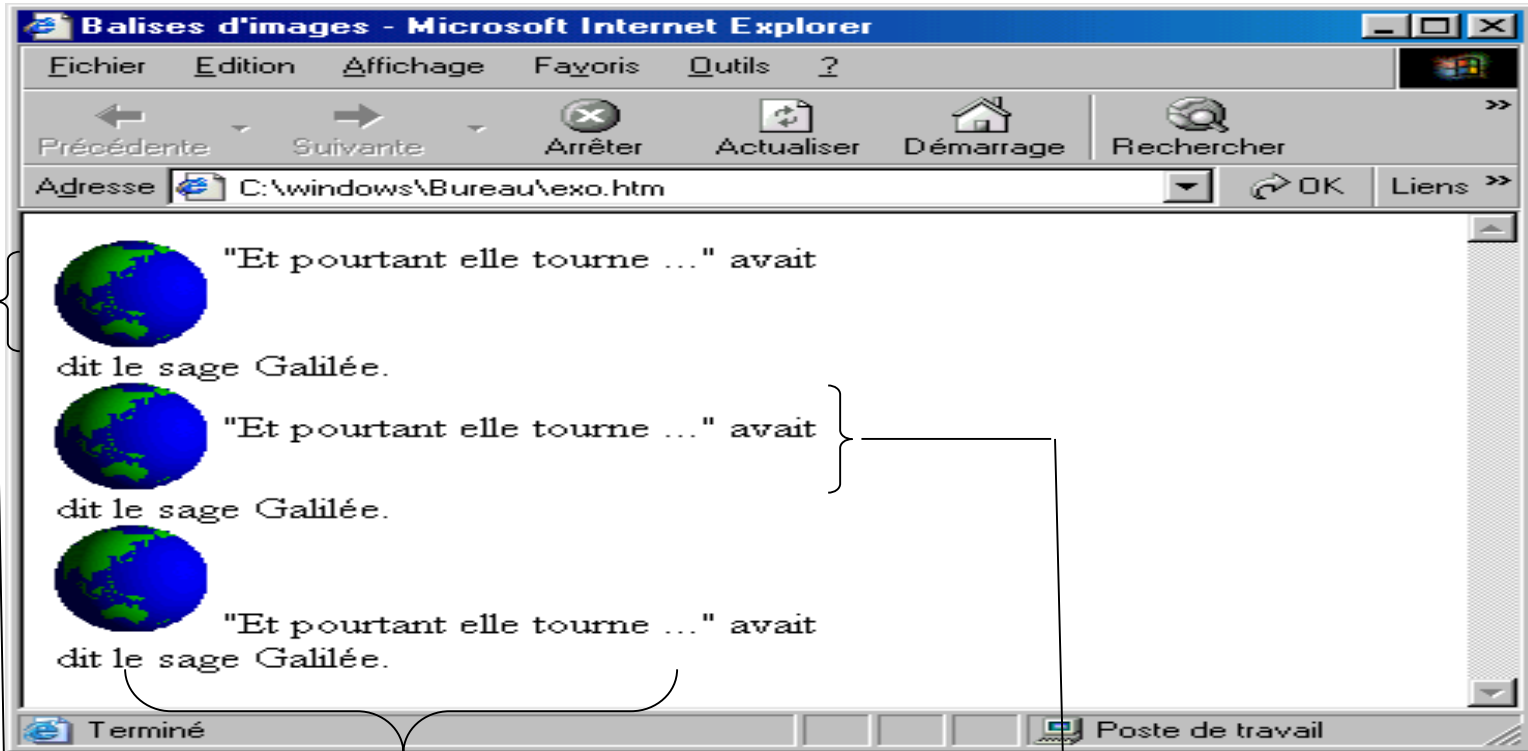 Balises d'images - Microsoft Internet Explorer
Fichier Edition Affichage Favoris Outils ?
Précédente Suivante Arrêter Actualiser Démarrage Rechercher »
Adresse C:\windows\Bureau\exo.htm OK Liens »
"Et pourtant elle tourne ..." avait
dit le sage Galilée.
"Et pourtant elle tourne ..." avait
dit le sage Galilée.
"Et pourtant elle tourne ..." avait
dit le sage Galilée.
Terminé Poste de travail